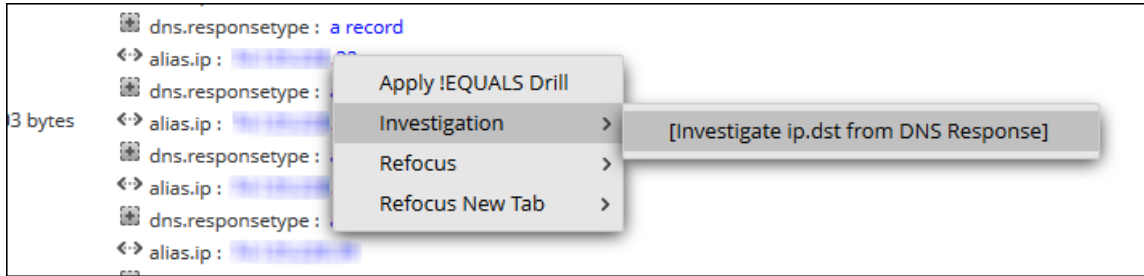 dns.responsetype : a record
alias.ip :
dns.responsetype :
Apply !EQUALS Drill
3 bytes
alias.ip :
Investigation
[Investigate ip.dst from DNS Response]
dns.responsetype :
Refocus
alias.ip :
Refocus New Tab
dns.responsetype :
alias.ip :